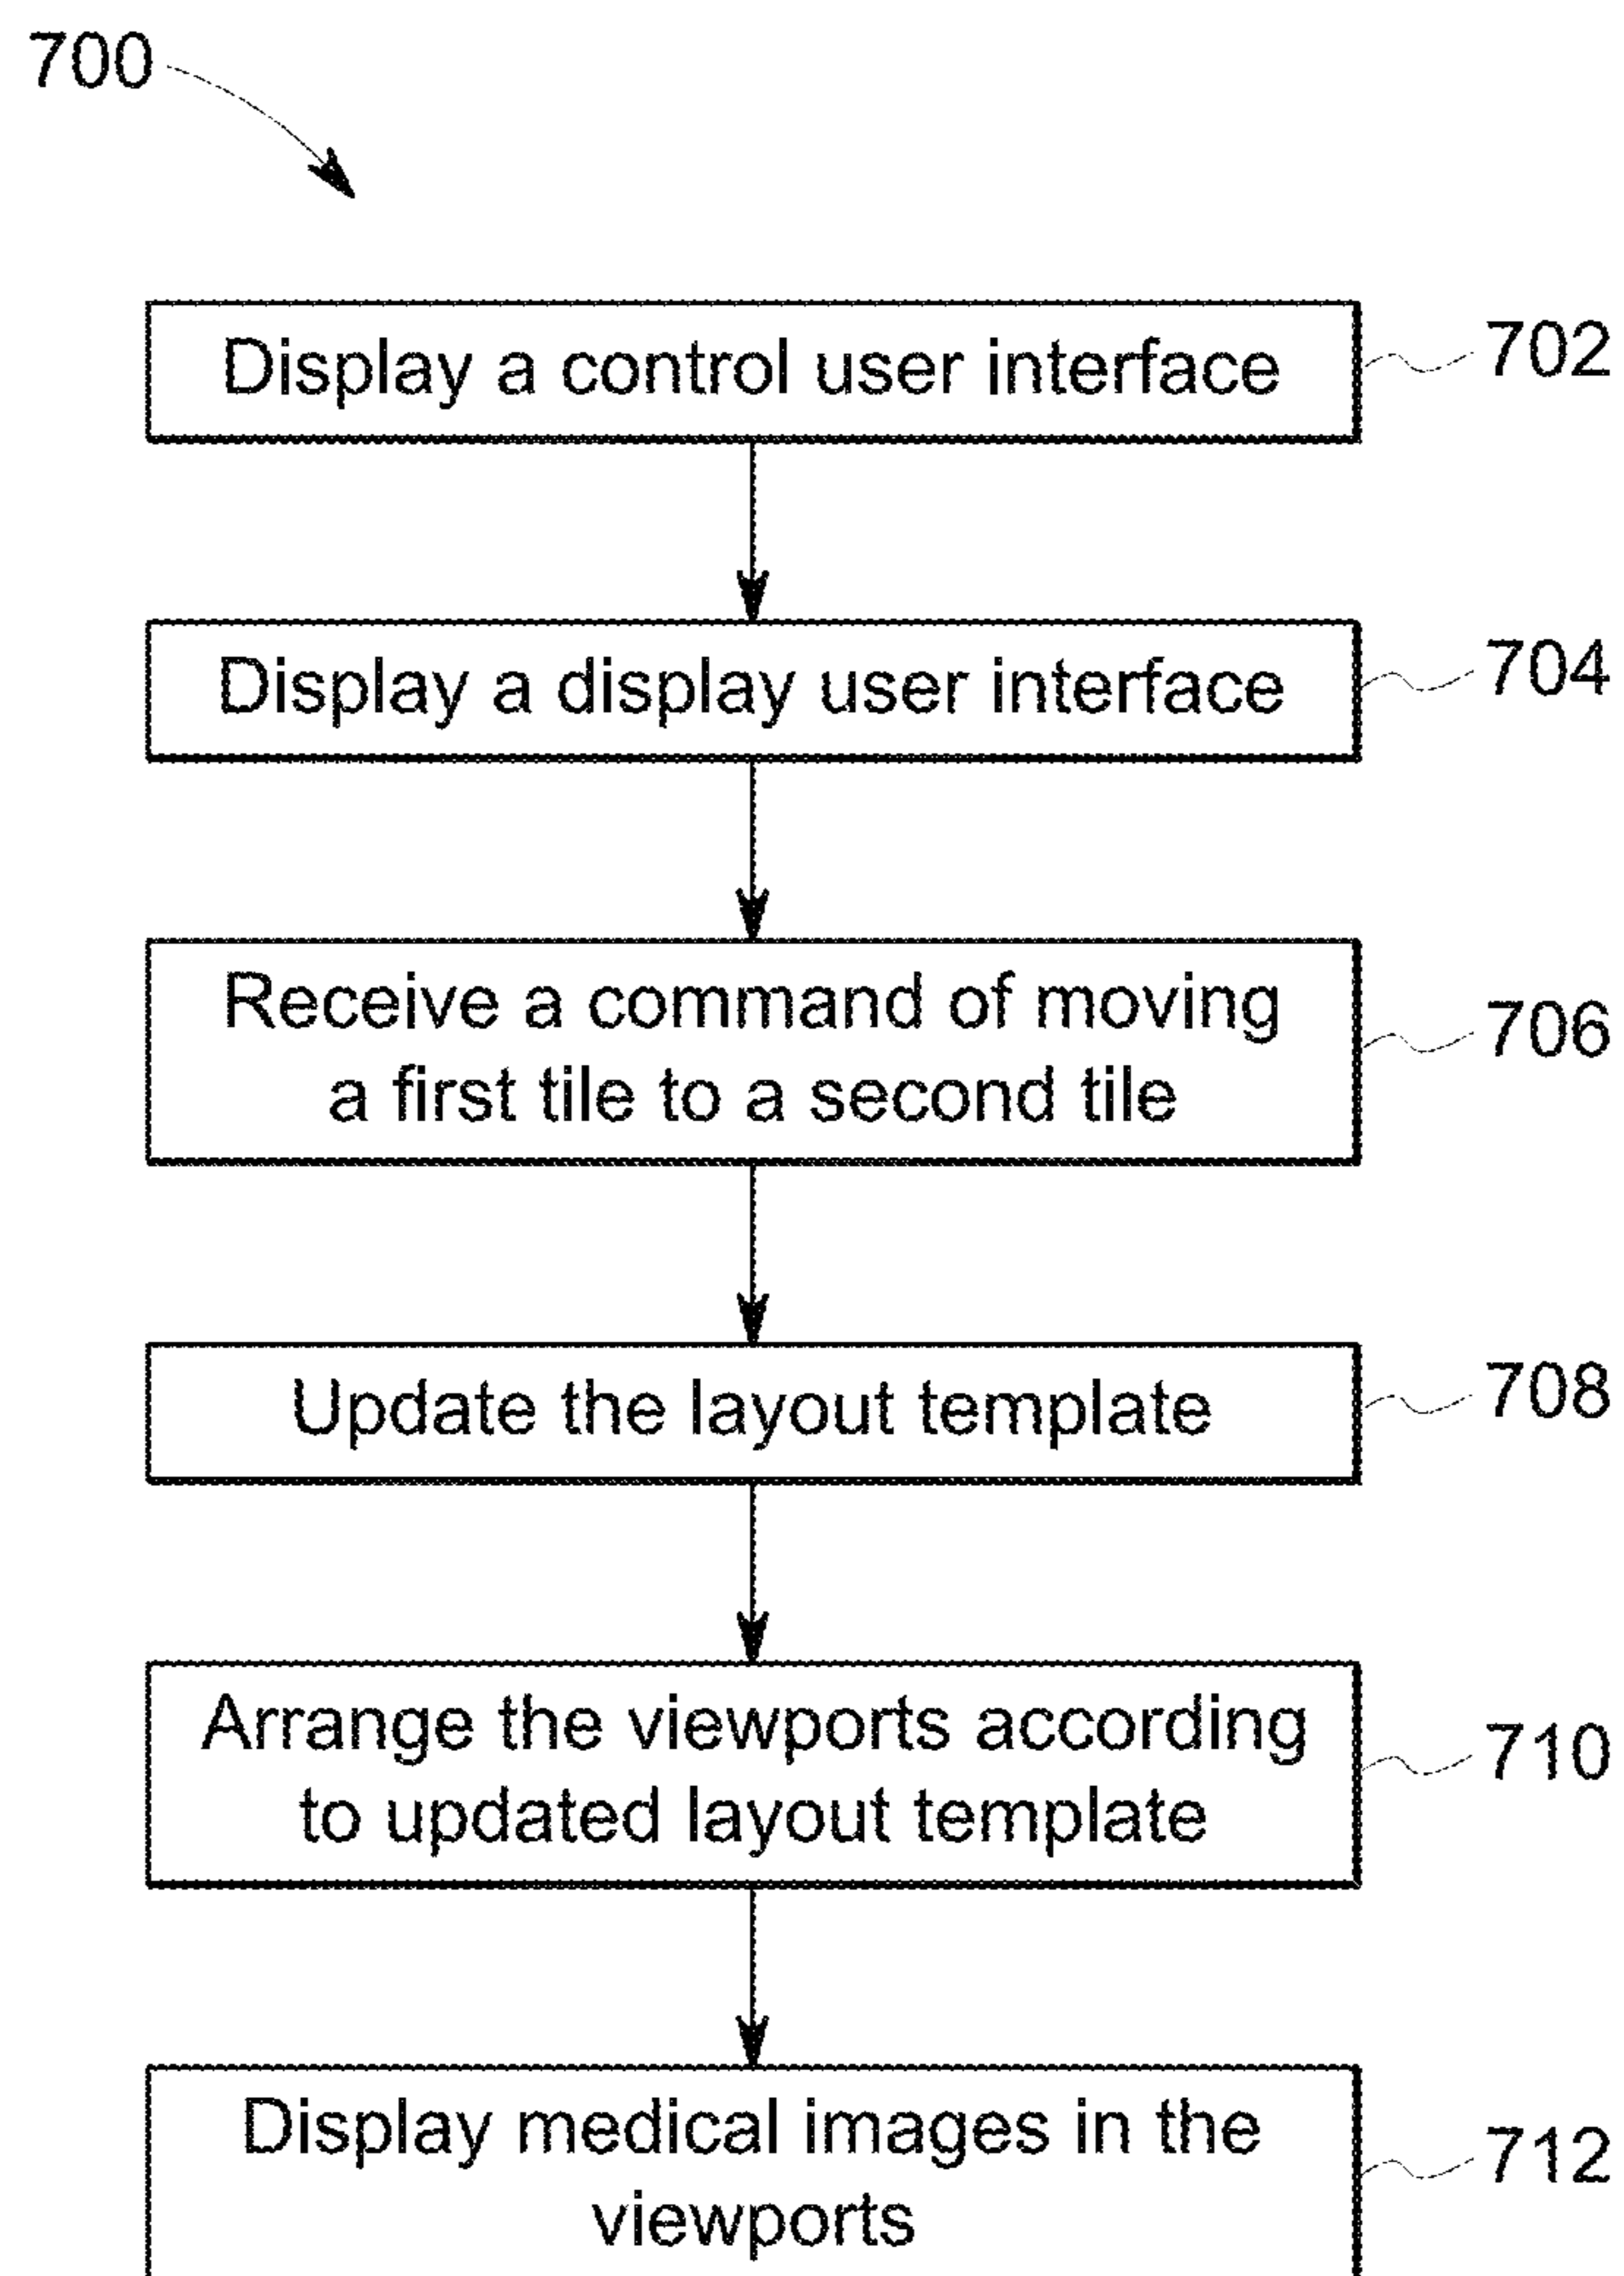 700
Display a control user interface
702
Display a display user interface
704
Receive a command of moving
a first tile to a second tile
706
Update the layout template
708
Arrange the viewports according
to updated layout template
710
Display medical images in the
viewports
712